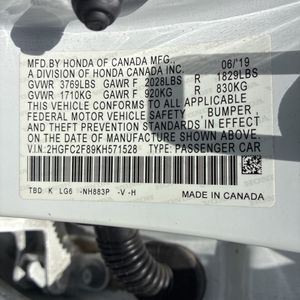 MFD.BY HONDA OF CANADA MFG., 06/19
A DIVISION OF HONDA CANADA INC.
GVWR 3769LBS GAWR F 2028LBS R 1829LBS
GVWR 1710KG GAWR F 920KG R 830KG
THIS VEHICLE CONFORMS TO ALL APPLICABLE
FEDERAL MOTOR VEHICLE SAFETY BUMPER
AND THEFT PREVENTION STANDARDS IN EFFECT
ON THE DATE OF MANUFACTURE SHOWN ABOVE
V.I.N: 2HGFC2F89KH571528 TYPE: PASSENGER CAR
TBD K LG6 -NH883P -V-H
MADE IN CANADA